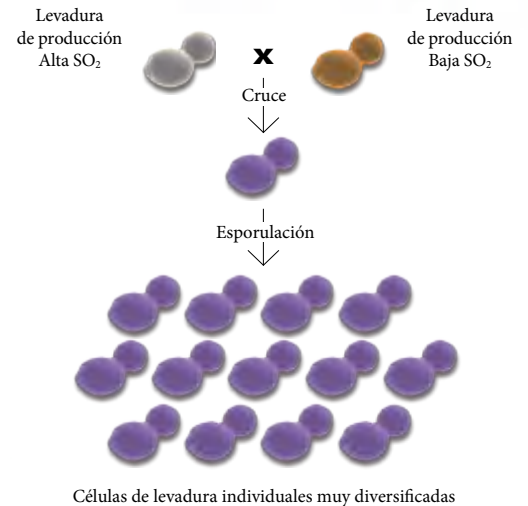 Levadura
de producción
Alta SO₂
x
Levadura
de producción
Baja SO₂
Cruce
Esporulación
Células de levadura individuales muy diversificadas